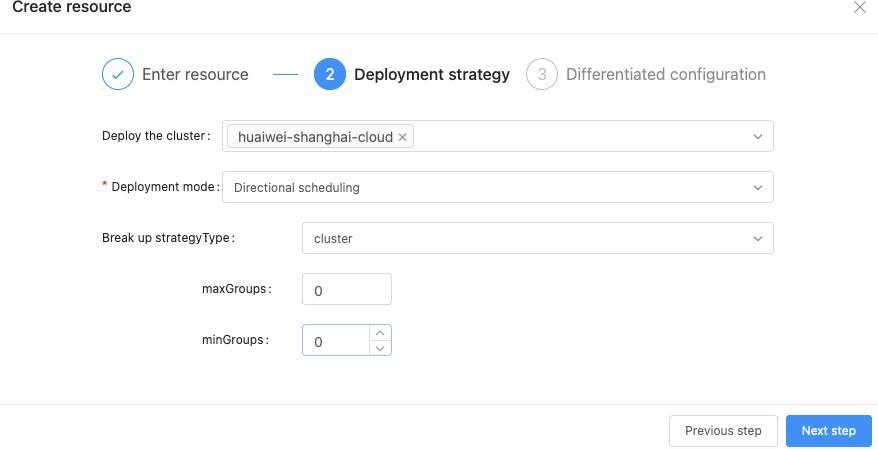 Create resource
Enter resource
2 Deployment strategy
3 Differentiated configuration
Deploy the cluster: huaiwei-shanghai-cloud
* Deployment mode: Directional scheduling
Break up strategyType: cluster
maxGroups: 0
minGroups: 0
Previous step
Next step